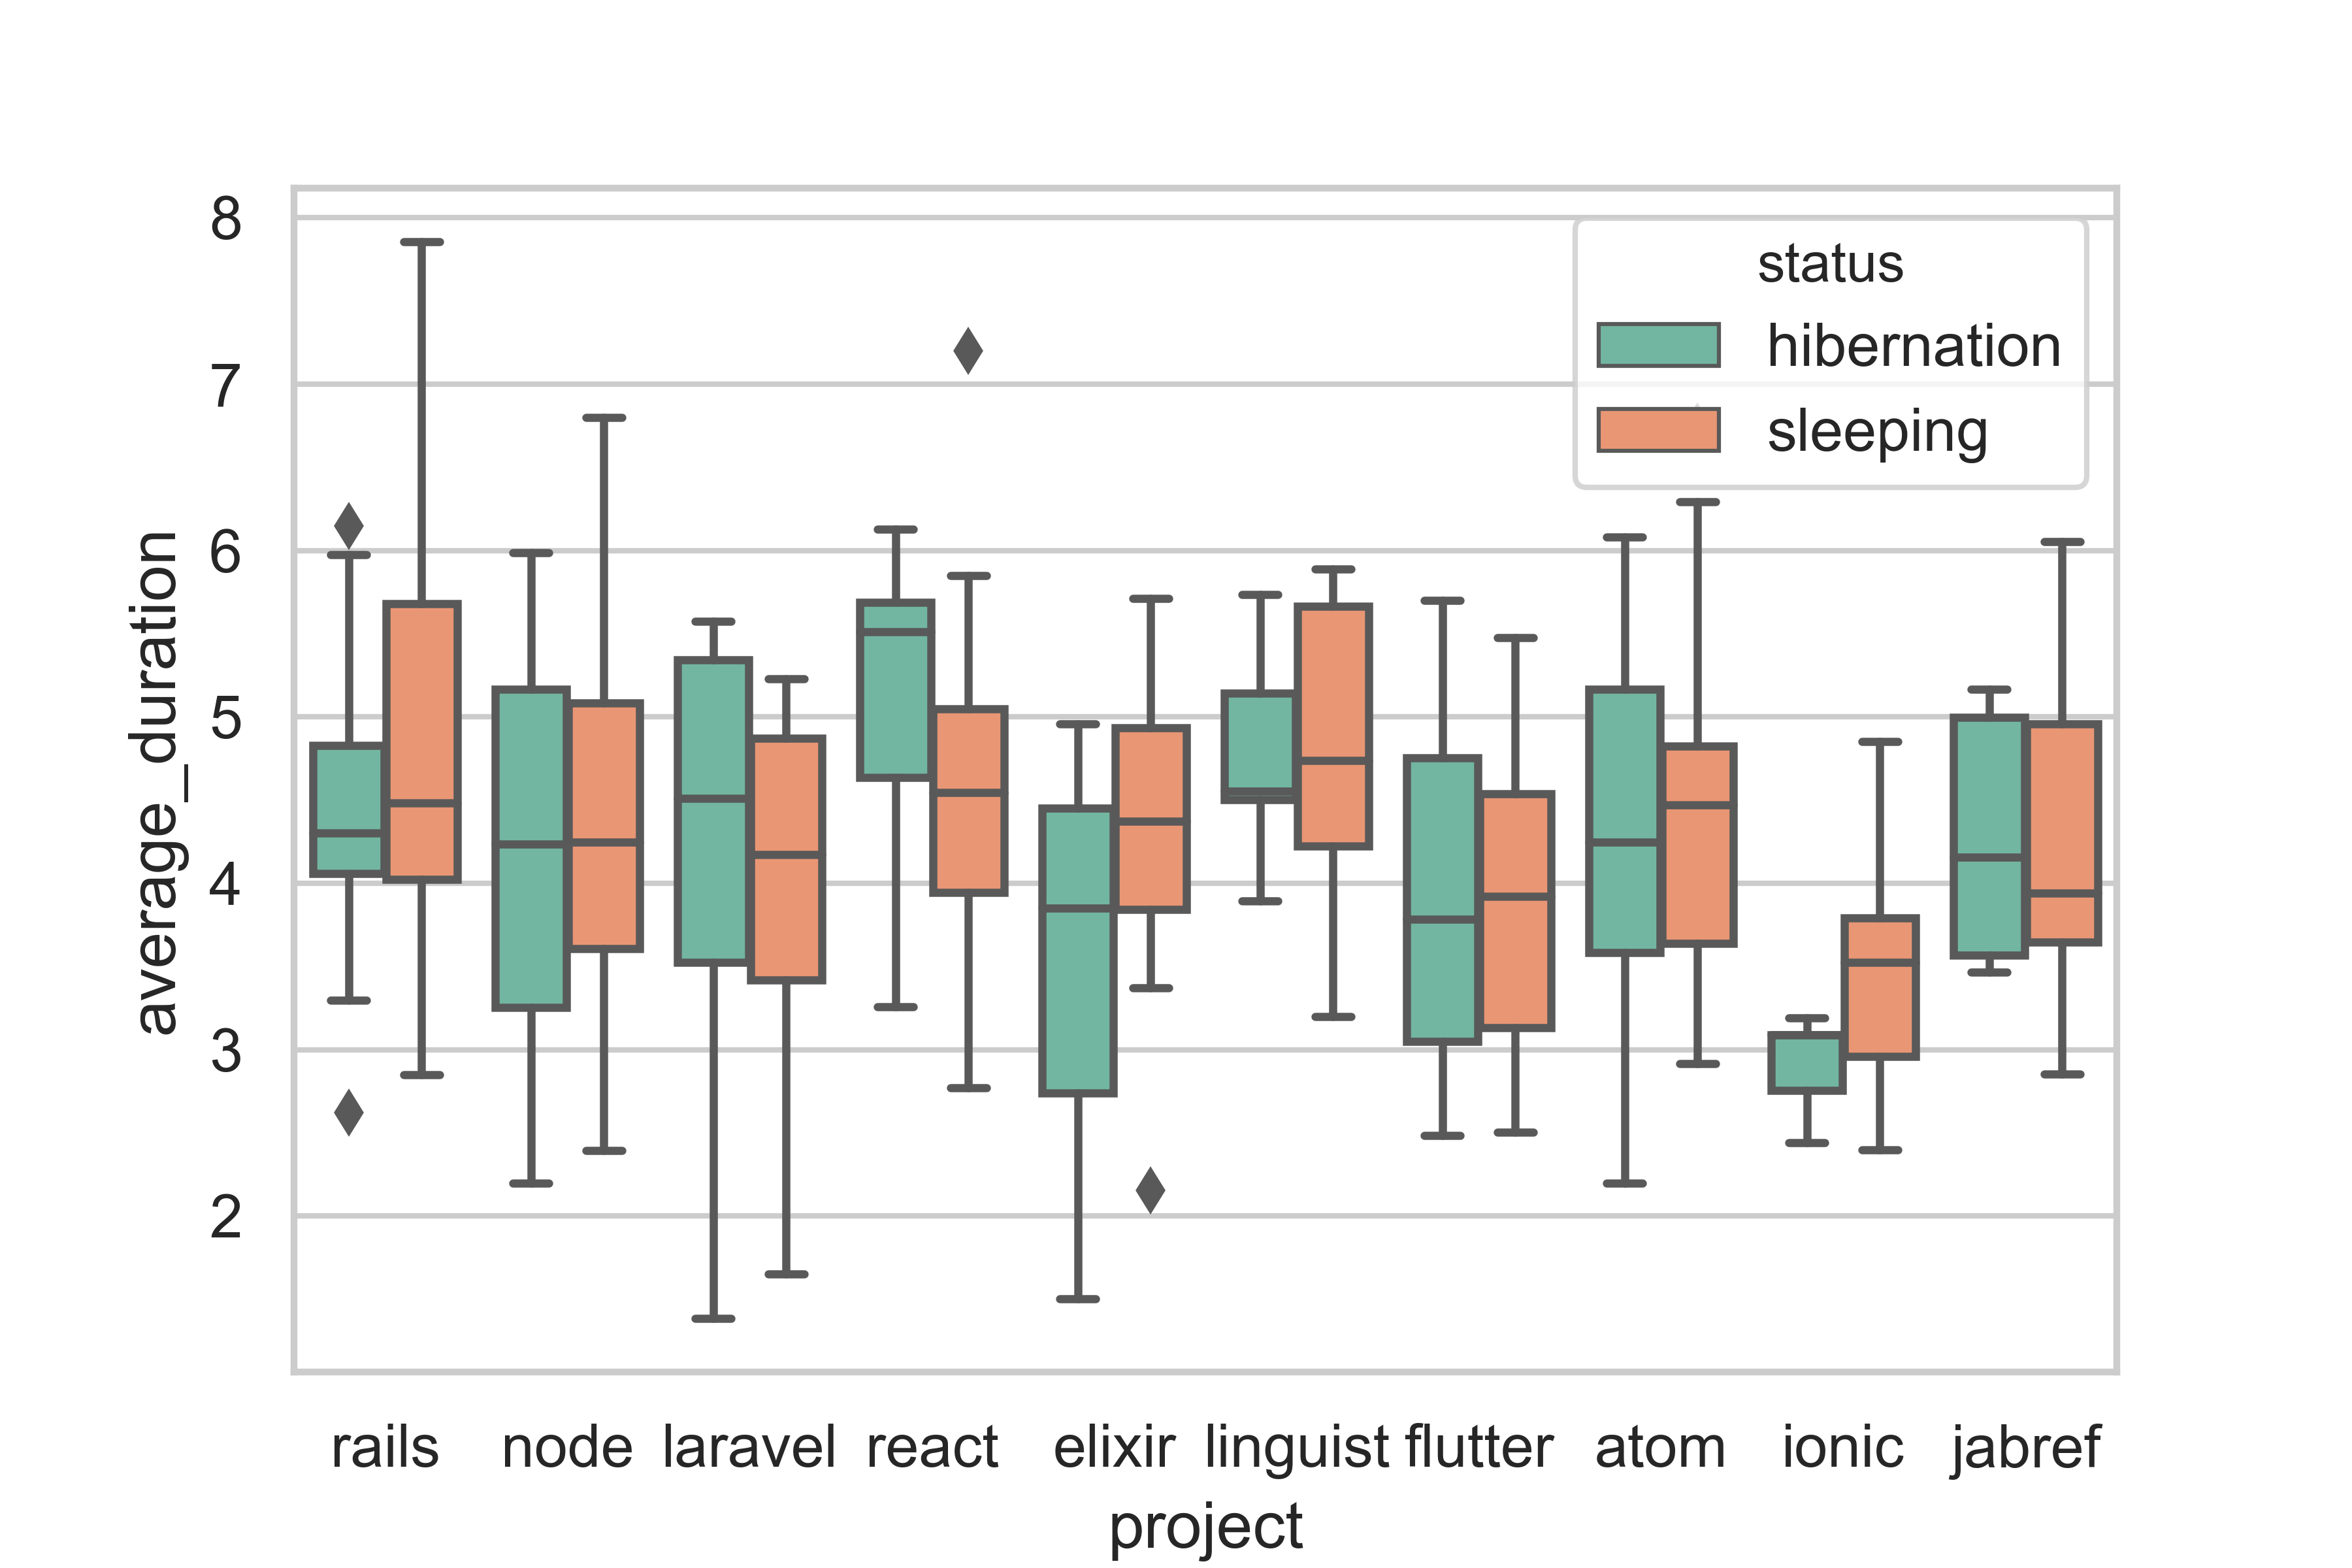 8
7
6
5
4
3
2
average_duration
status
hibernation
sleeping
rails node laravel react elixir linguist flutter atom ionic jabref
project